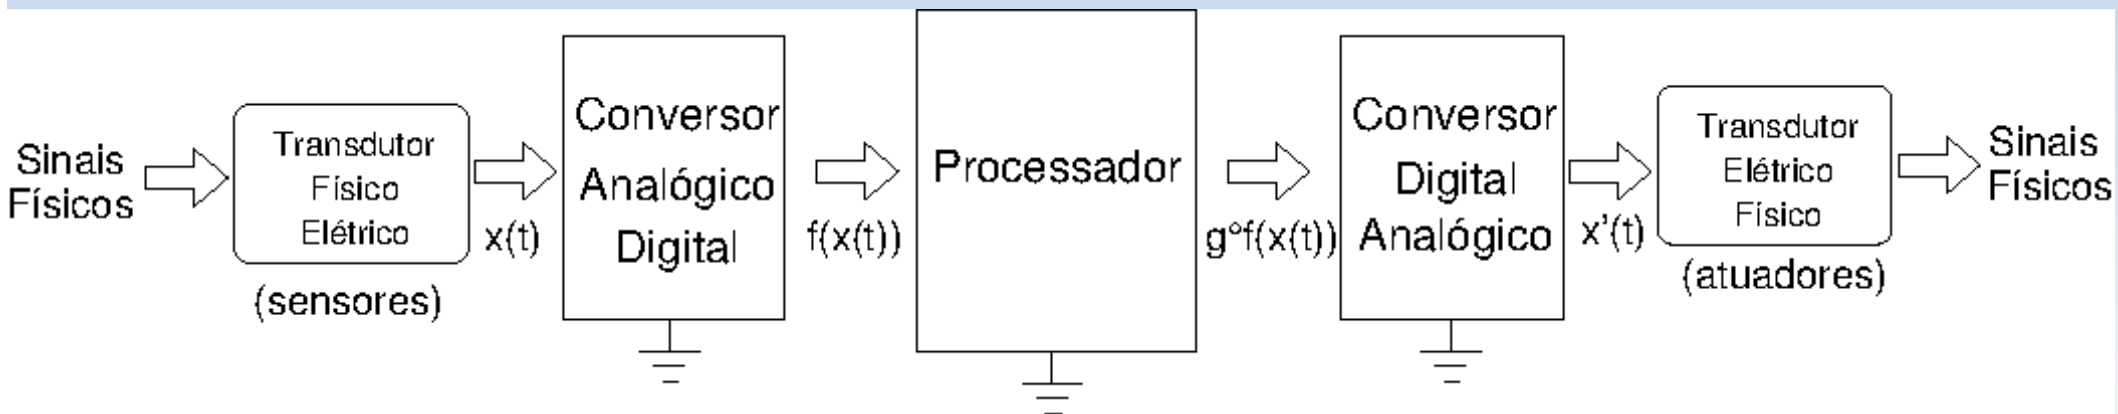 Sinais
Físicos
Transdutor
Físico
Elétrico
(sensores)
x(t)
Conversor
Analógico
Digital
f(x(t))
Processador
g°f(x(t))
Conversor
Digital
Analógico
x'(t)
Transdutor
Elétrico
Físico
(atuadores)
Sinais
Físicos